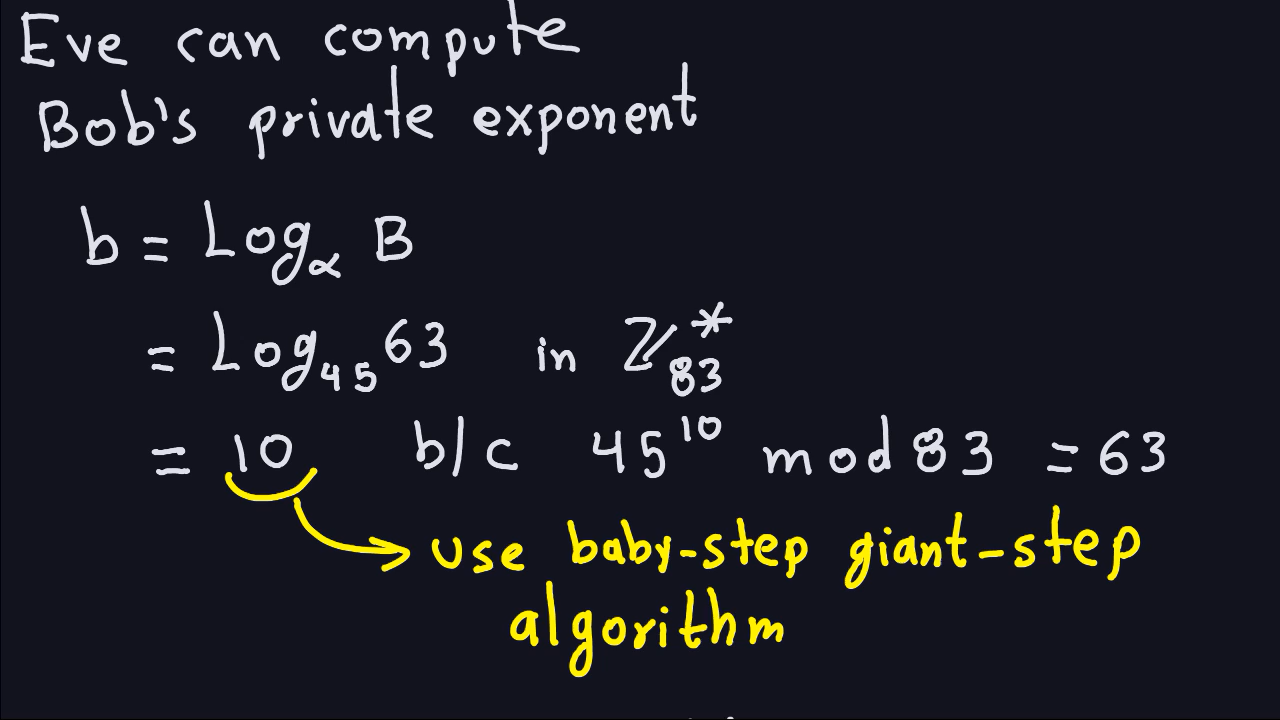 Eve can compute
Bob's private exponent
b = Log_α B
= Log_45 63 in ℤ*_83
= 10 b/c 45^10 mod 83 = 63
use baby-step giant-step
algorithm